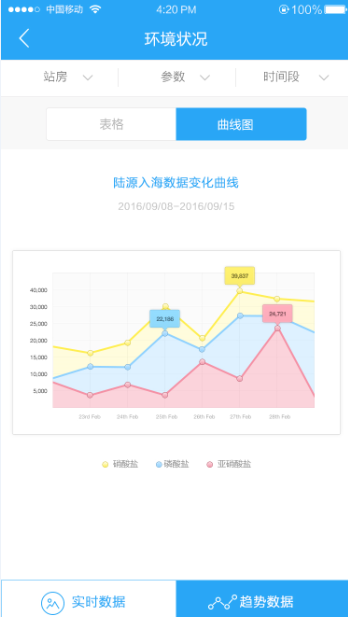 中国移动 4:20 PM 100%
环境状况
站房 参数 时间段
表格 曲线图
陆源入海数据变化曲线
2016/09/08-2016/09/15
39,637
40,000
30,000
22,166
24,721
25,000
20,000
15,000
10,000
5,000
23rd Feb 24th Feb 25th Feb 26th Feb 27th Feb 28th Feb
硝酸盐 磷酸盐 亚硝酸盐
实时数据 趋势数据